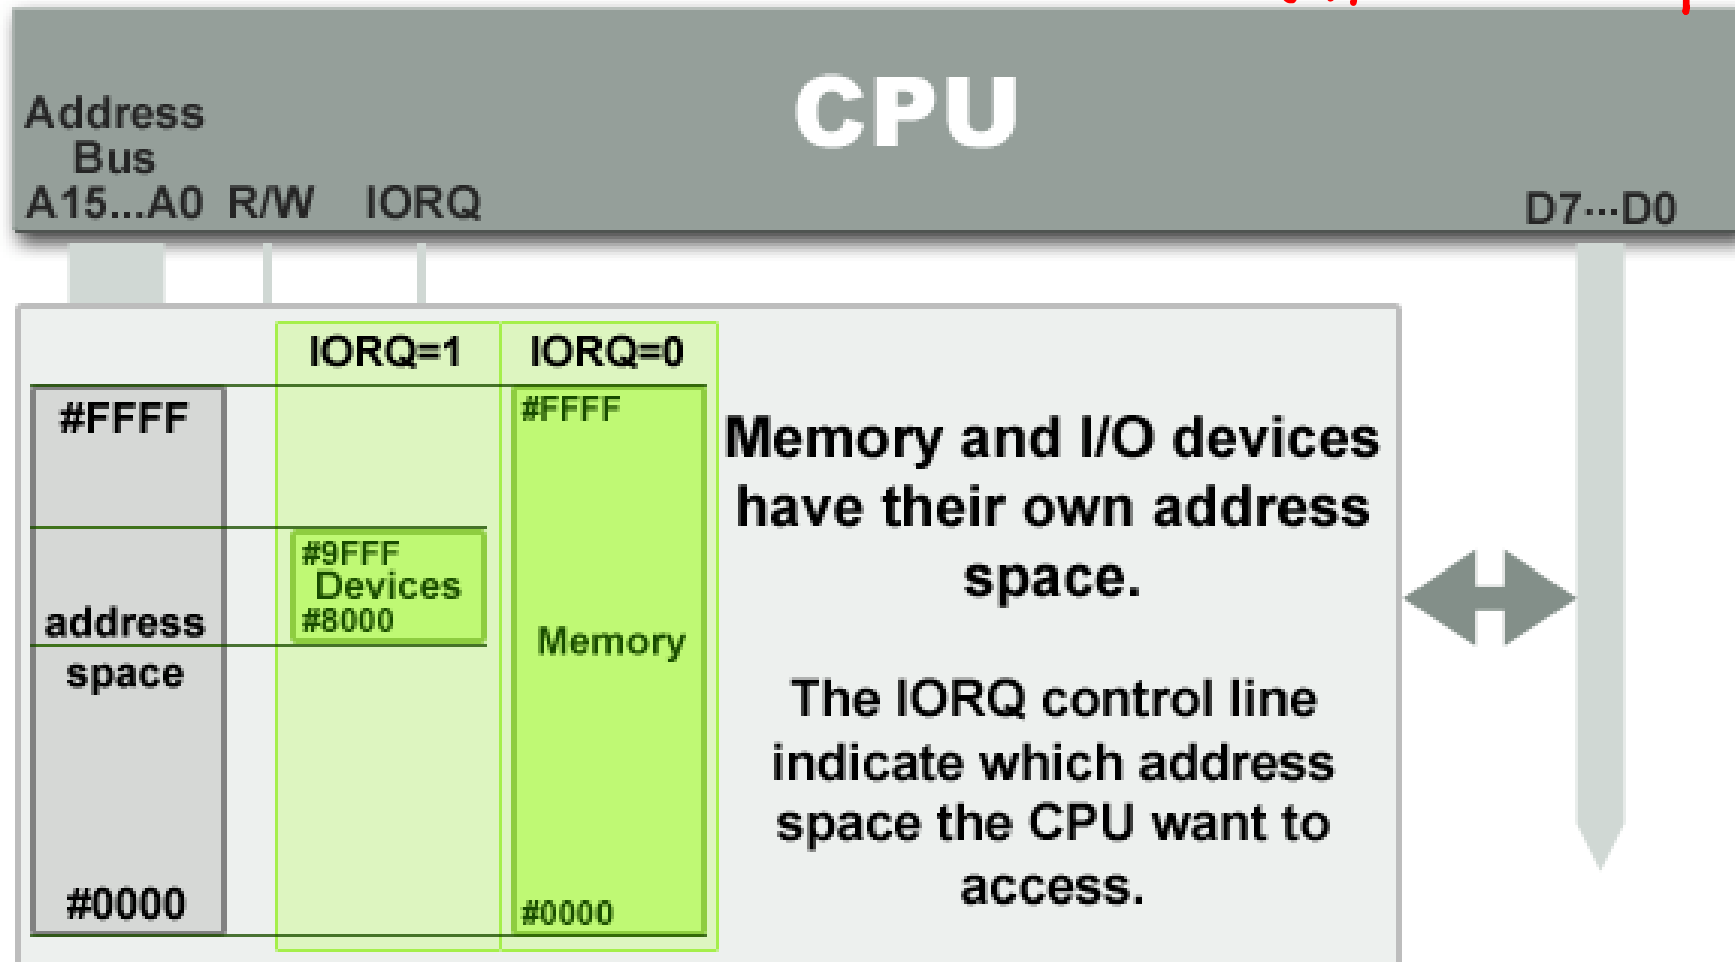 CPU
Address
Bus
A15...A0 R/W IORQ
D7...D0
IORQ=1 IORQ=0
#FFFF
#FFFF
#9FFF
Devices
#8000
address
space
Memory
#0000
#0000
Memory and I/O devices
have their own address
space.
The IORQ control line
indicate which address
space the CPU want to
access.